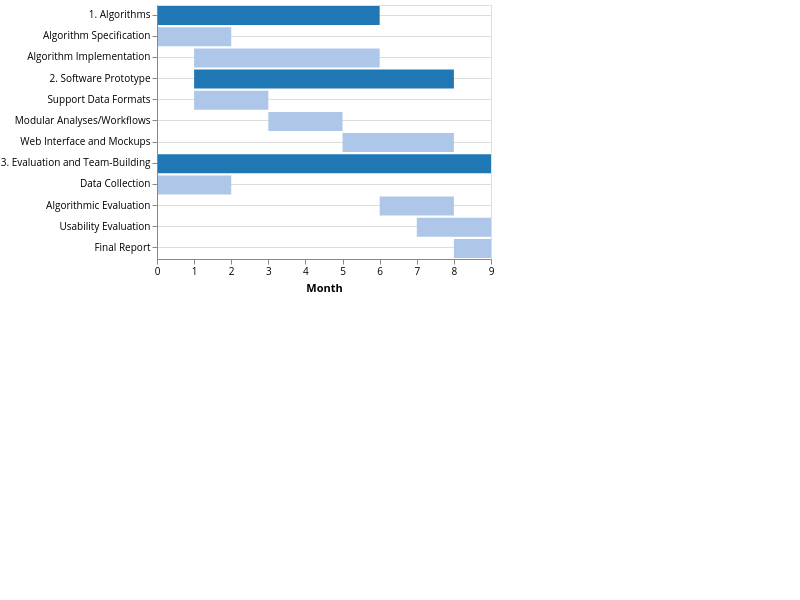 1. Algorithms
Algorithm Specification
Algorithm Implementation
2. Software Prototype
Support Data Formats
Modular Analyses/Workflows
Web Interface and Mockups
3. Evaluation and Team-Building
Data Collection
Algorithmic Evaluation
Usability Evaluation
Final Report
0 1 2 3 4 5 6 7 8 9
Month